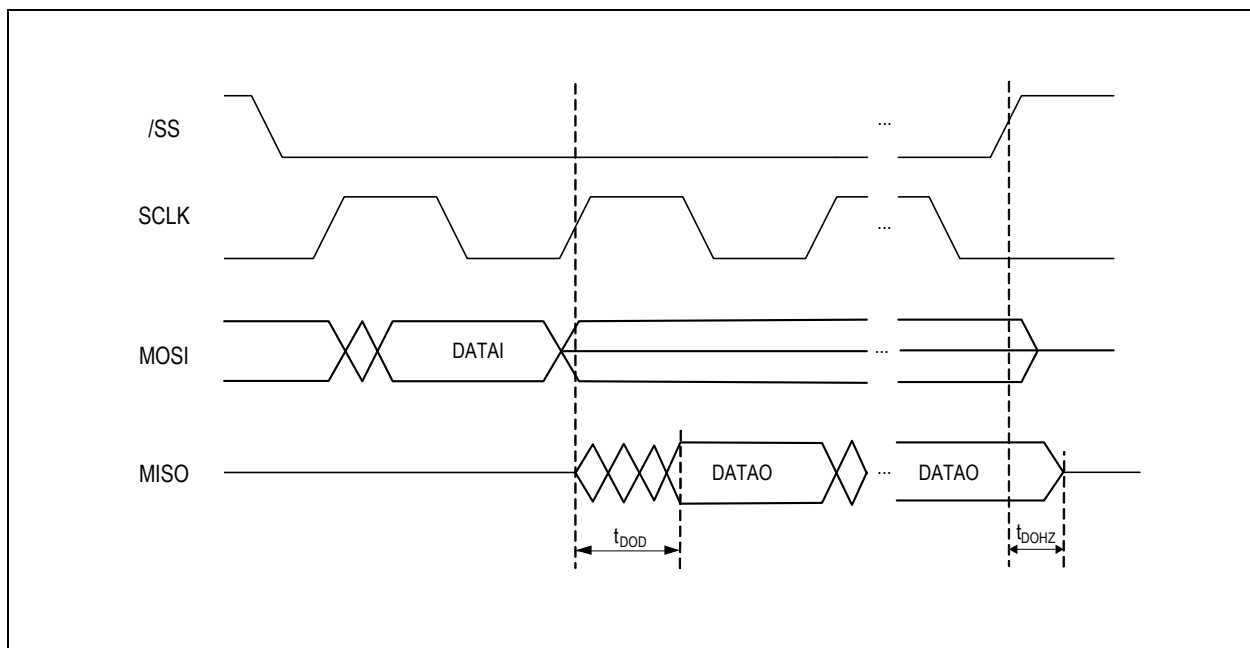 /SS
...
SCLK
...
MOSI
DATAI
...
MISO
DATAO
...
DATAO
tDOD
tDOHZ